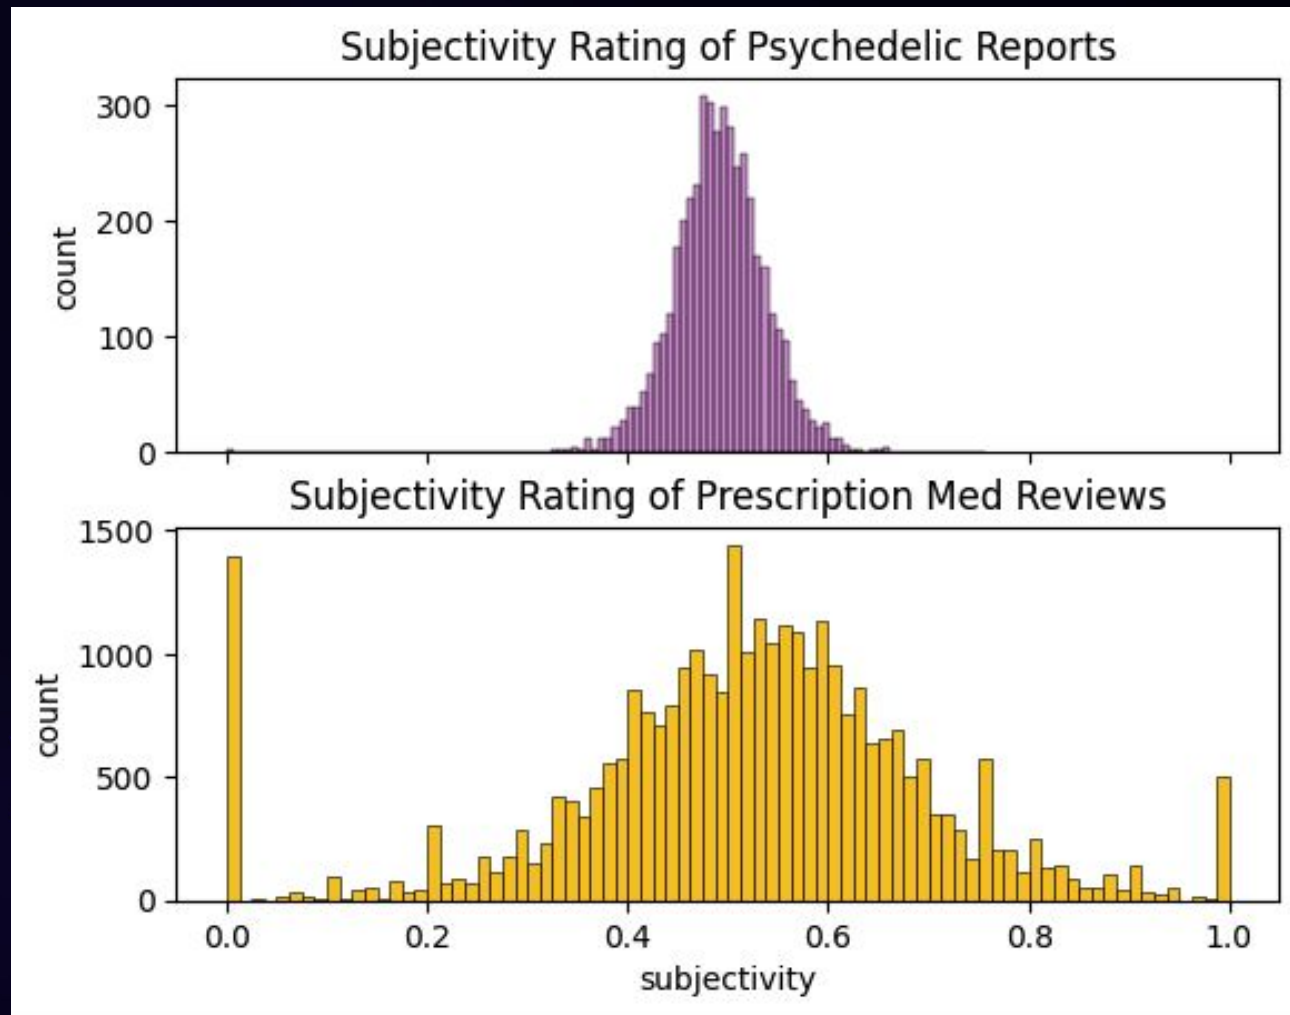 Subjectivity Rating of Psychedelic Reports
300
200
100
0
count
Subjectivity Rating of Prescription Med Reviews
1500
1000
500
0
count
0.0 0.2 0.4 0.6 0.8 1.0
subjectivity